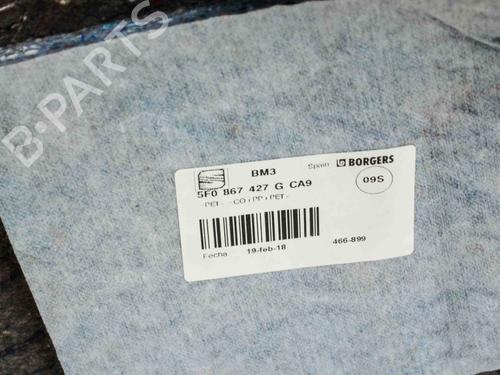 B-PARTS
BM3
Spain BORGERS
5F0 867 427 G CA9
09S
-PET- -CO›PP›PET-
Fecha 19-feb-18
466-899